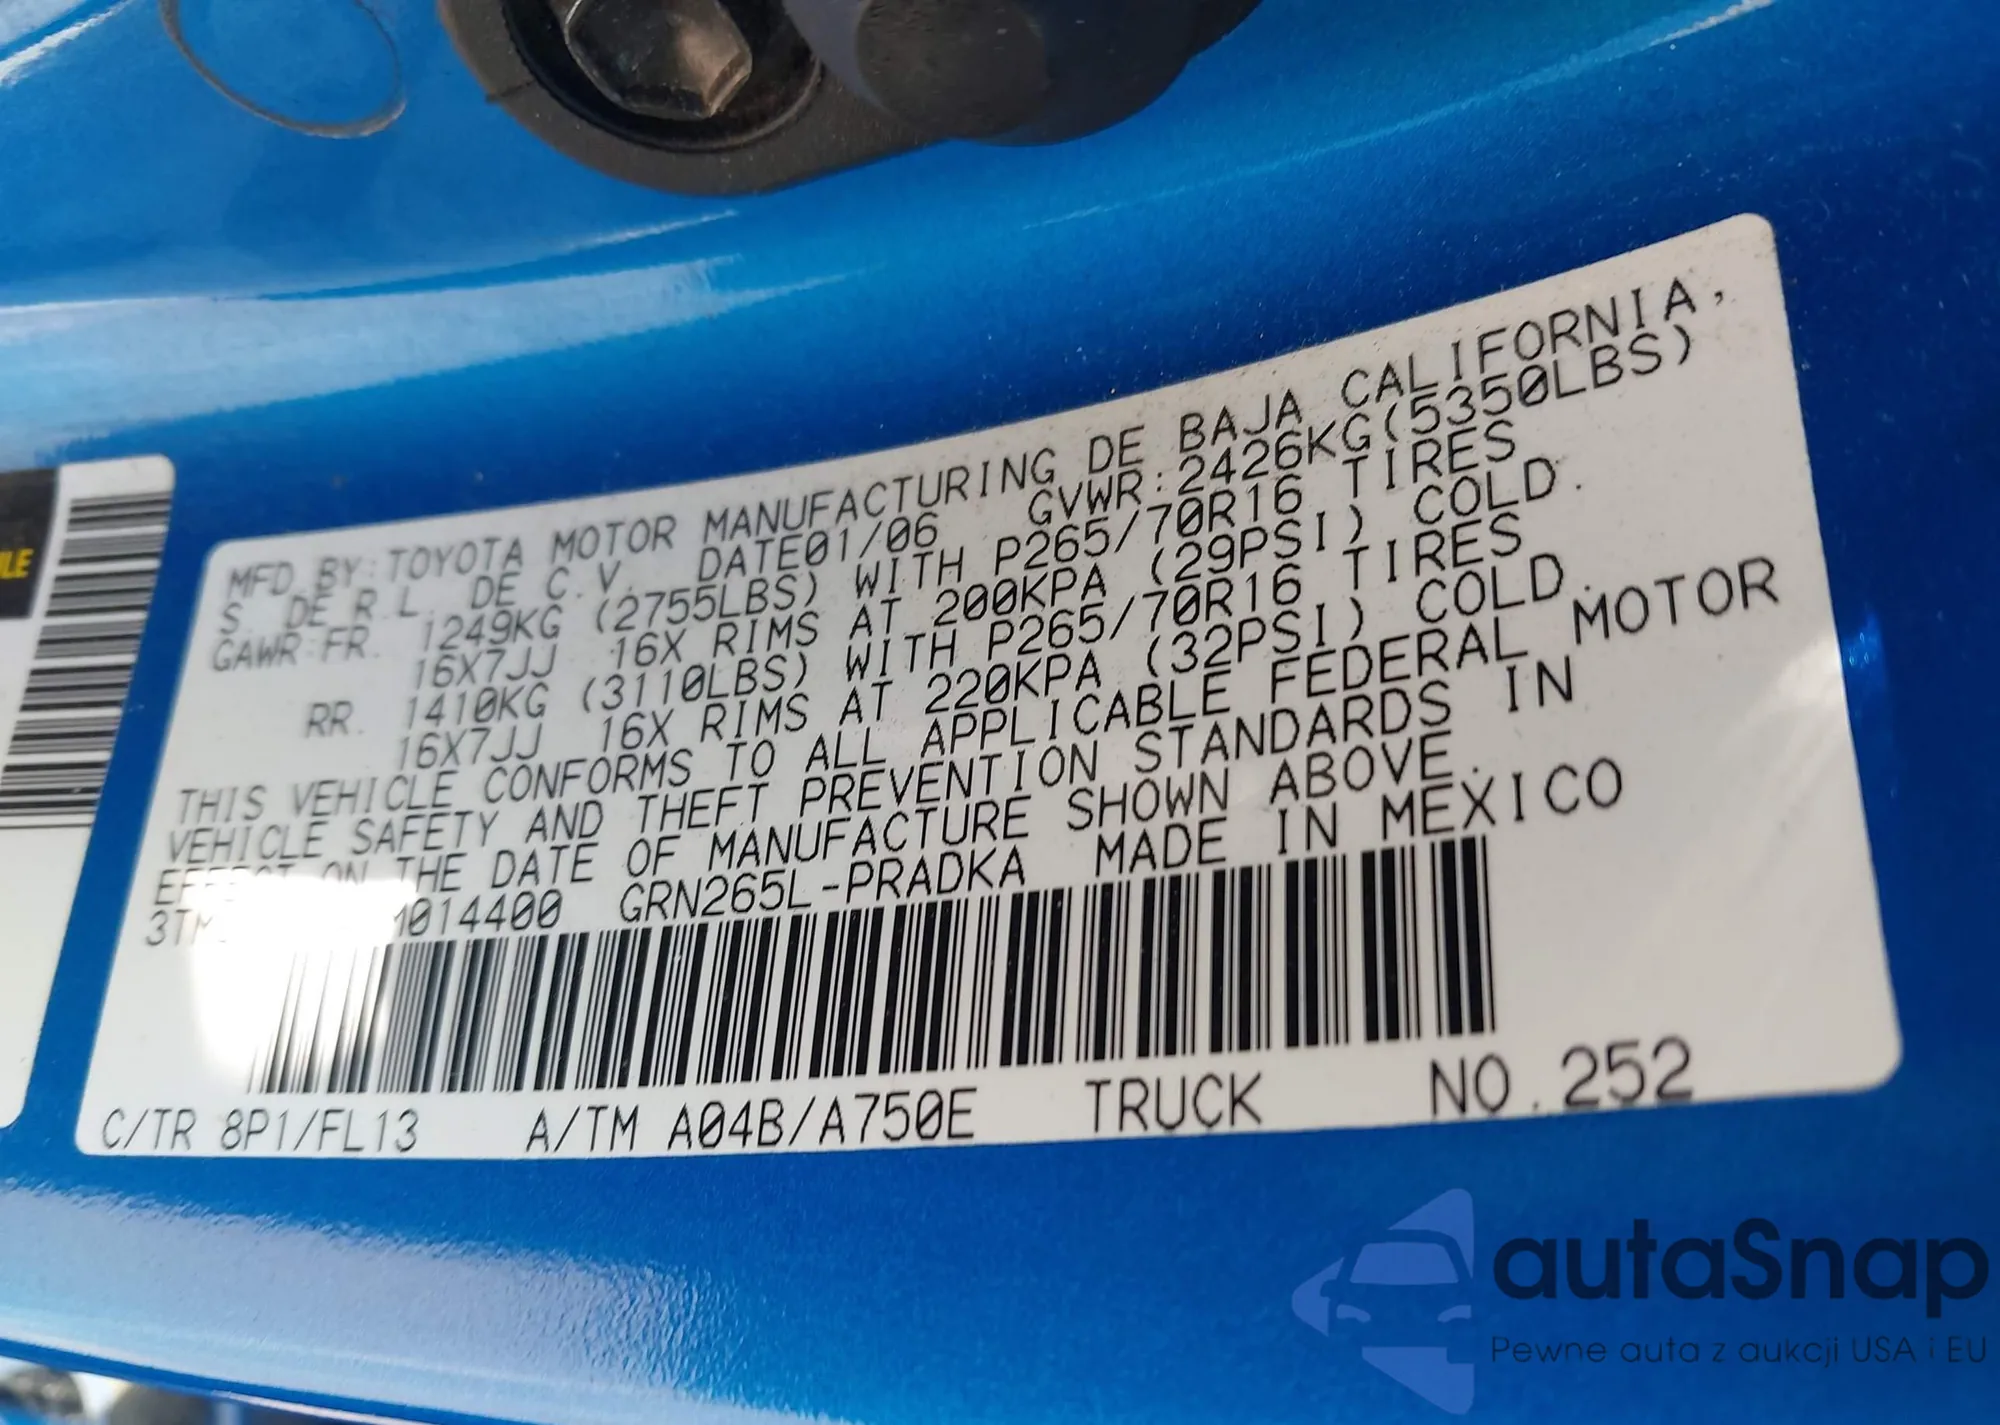 MFD. BY: TOYOTA MOTOR MANUFACTURING DE BAJA CALIFORNIA,
S. DE R.L. DE C.V. DATE01/06 GVWR:2426KG(5350LBS)
GAWR:FR. 1249KG (2755LBS) WITH P265/70R16 TIRES
16X7JJ 16X RIMS AT 200KPA (29PSI) COLD.
RR. 1410KG (3110LBS) WITH P265/70R16 TIRES
16X7JJ 16X RIMS AT 220KPA (32PSI) COLD.
THIS VEHICLE CONFORMS TO ALL APPLICABLE FEDERAL MOTOR
VEHICLE SAFETY AND THEFT PREVENTION STANDARDS IN
EFFECT ON THE DATE OF MANUFACTURE SHOWN ABOVE.
GRN265L-PRADKA MADE IN MEXICO
C/TR 8P1/FL13 A/TM A04B/A750E TRUCK NO.252
autaSnap
Pewne auta z aukcji USA i EU